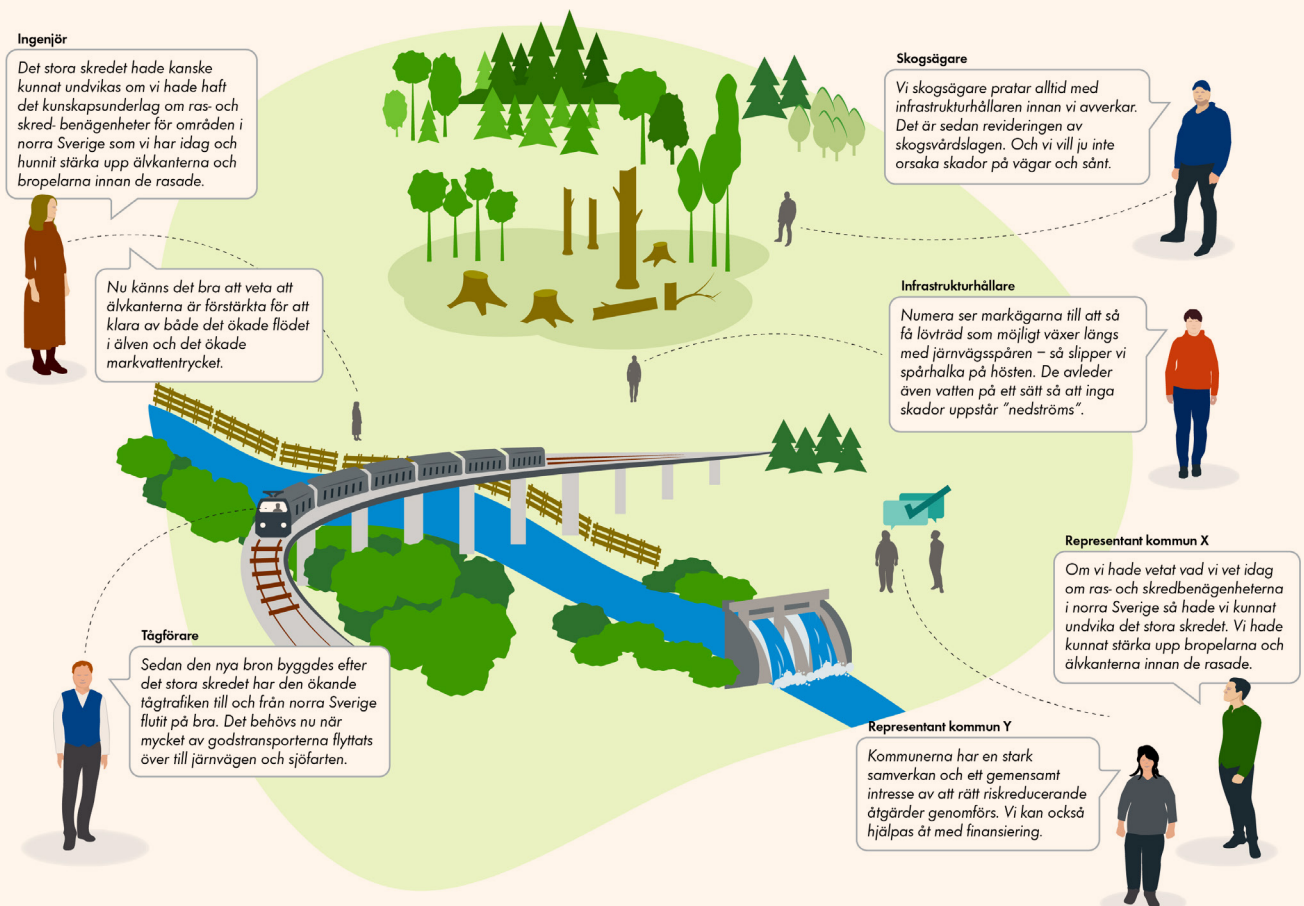 Ingenjör
Det stora skredet hade kanske
kunnat undvikas om vi hade haft
det kunskapsunderlag om ras- och
skred- benägenheter för områden i
norra Sverige som vi har idag och
hunnit stärka upp älvkanterna och
bropelarna innan de rasade.
Nu känns det bra att veta att
älvkanterna är förstärkta för att
klara av både det ökade flödet
i älven och det ökade
markvattentrycket.
Skogsägare
Vi skogsägare pratar alltid med
infrastrukturhållaren innan vi avverkar.
Det är sedan revideringen av
skogsvårdslagen. Och vi vill ju inte
orsaka skador på vägar och sånt.
Infrastrukturhållare
Numera ser markägarna till att så
få lövträd som möjligt växer längs
med järnvägsspåren – så slipper vi
spårhalka på hösten. De avleder
även vatten på ett sätt så att inga
skador uppstår ”nedströms”.
Tågförare
Sedan den nya bron byggdes efter
det stora skredet har den ökande
tågtrafiken till och från norra Sverige
flutit på bra. Det behövs nu när
mycket av godstransporterna flyttats
över till järnvägen och sjöfarten.
Representant kommun X
Om vi hade vetat vad vi vet idag
om ras- och skredbenägenheterna
i norra Sverige så hade vi kunnat
undvika det stora skredet. Vi hade
kunnat stärka upp bropelarna och
älvkanterna innan de rasade.
Representant kommun Y
Kommunerna har en stark
samverkan och ett gemensamt
intresse av att rätt riskreducerande
åtgärder genomförs. Vi kan också
hjälpas åt med finansiering.